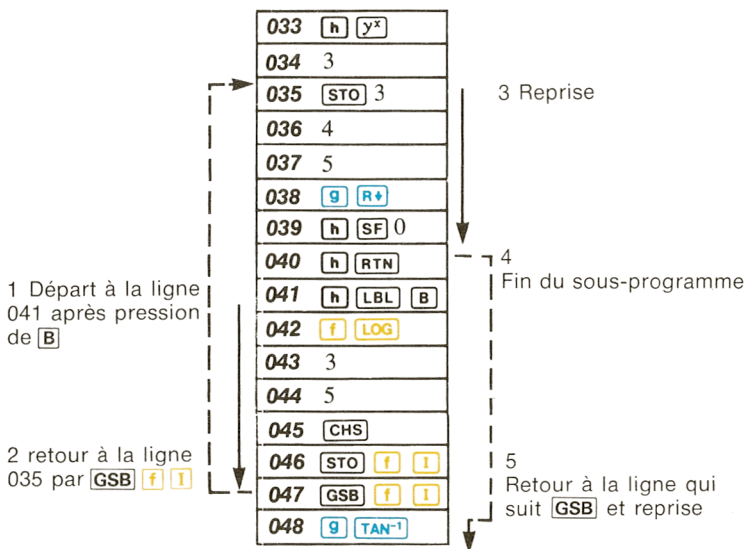 033 h yˣ
034 3
035 STO 3
036 4
037 5
038 g R↓
039 h SF 0
040 h RTN
041 h LBL B
042 f LOG
043 3
044 5
045 CHS
046 STO f I
047 GSB f I
048 g TAN⁻¹
1 Départ à la ligne
041 après pression
de B
2 retour à la ligne
035 par GSB f I
3 Reprise
4
Fin du sous-programme
5
Retour à la ligne qui
suit GSB et reprise